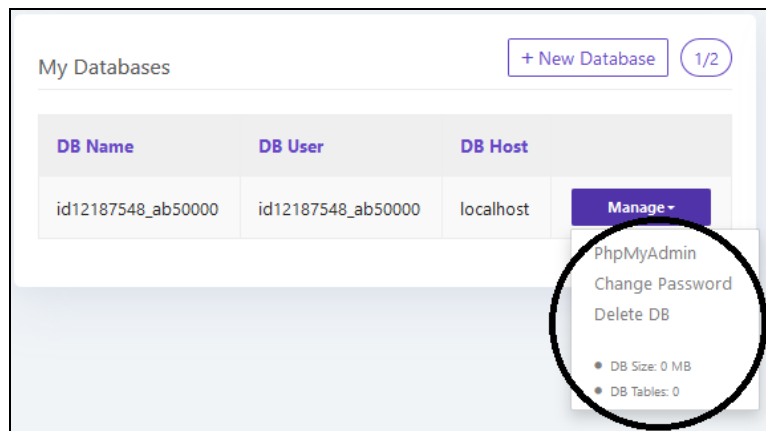 My Databases + New Database 1/2
DB Name DB User DB Host
id12187548_ab50000 id12187548_ab50000 localhost Manage
PhpMyAdmin
Change Password
Delete DB
• DB Size: 0 MB
• DB Tables: 0